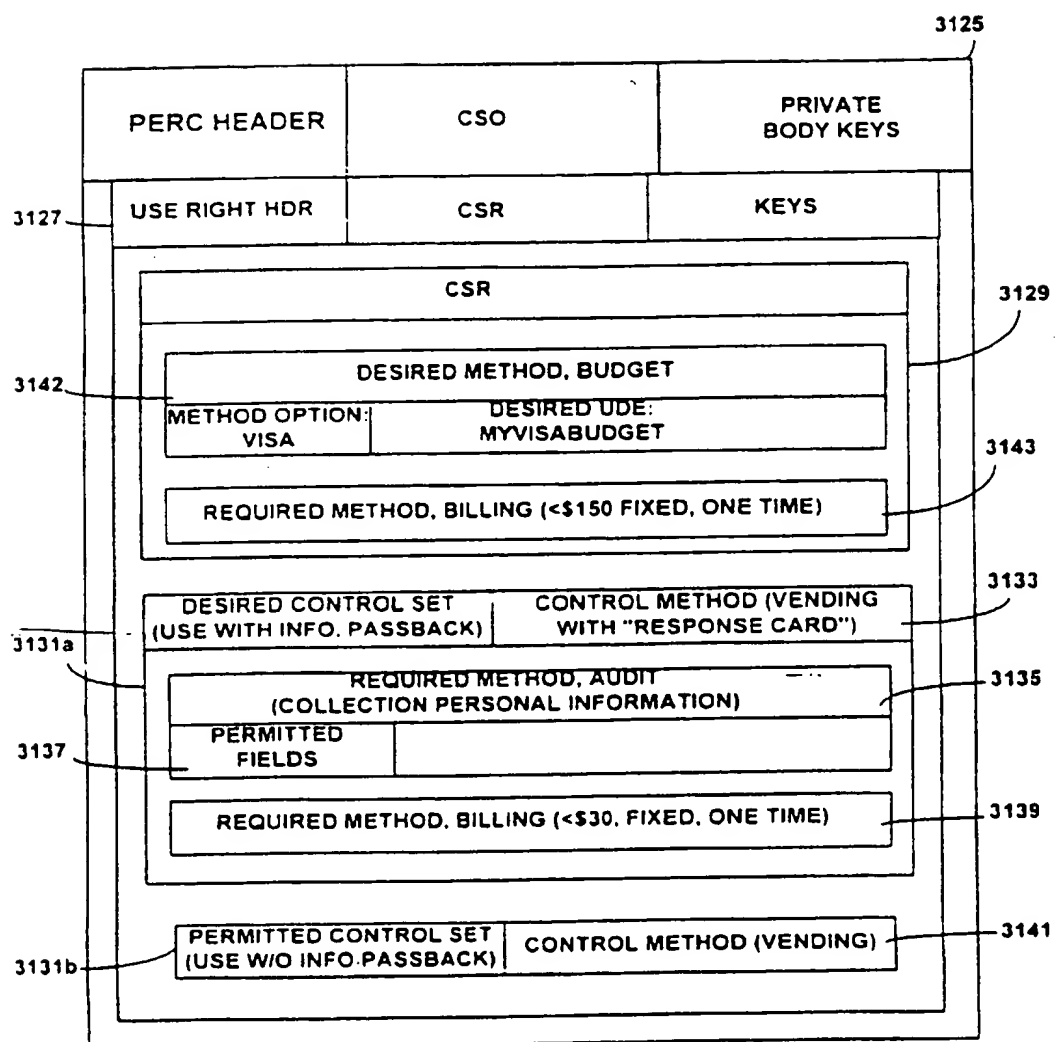 3125
PERC HEADER
CSO
PRIVATE
BODY KEYS
3127
USE RIGHT HDR
CSR
KEYS
CSR
3129
3142
DESIRED METHOD, BUDGET
METHOD OPTION:
VISA
DESIRED UDE:
MYVISABUDGET
3143
REQUIRED METHOD, BILLING (<$150 FIXED, ONE TIME)
3133
DESIRED CONTROL SET
(USE WITH INFO. PASSBACK)
CONTROL METHOD (VENDING
WITH "RESPONSE CARD")
3131a
REQUIRED METHOD, AUDIT
(COLLECTION PERSONAL INFORMATION)
3135
3137
PERMITTED
FIELDS
REQUIRED METHOD, BILLING (<$30, FIXED, ONE TIME)
3139
PERMITTED CONTROL SET
(USE W/O INFO.PASSBACK)
CONTROL METHOD (VENDING)
3141
3131b